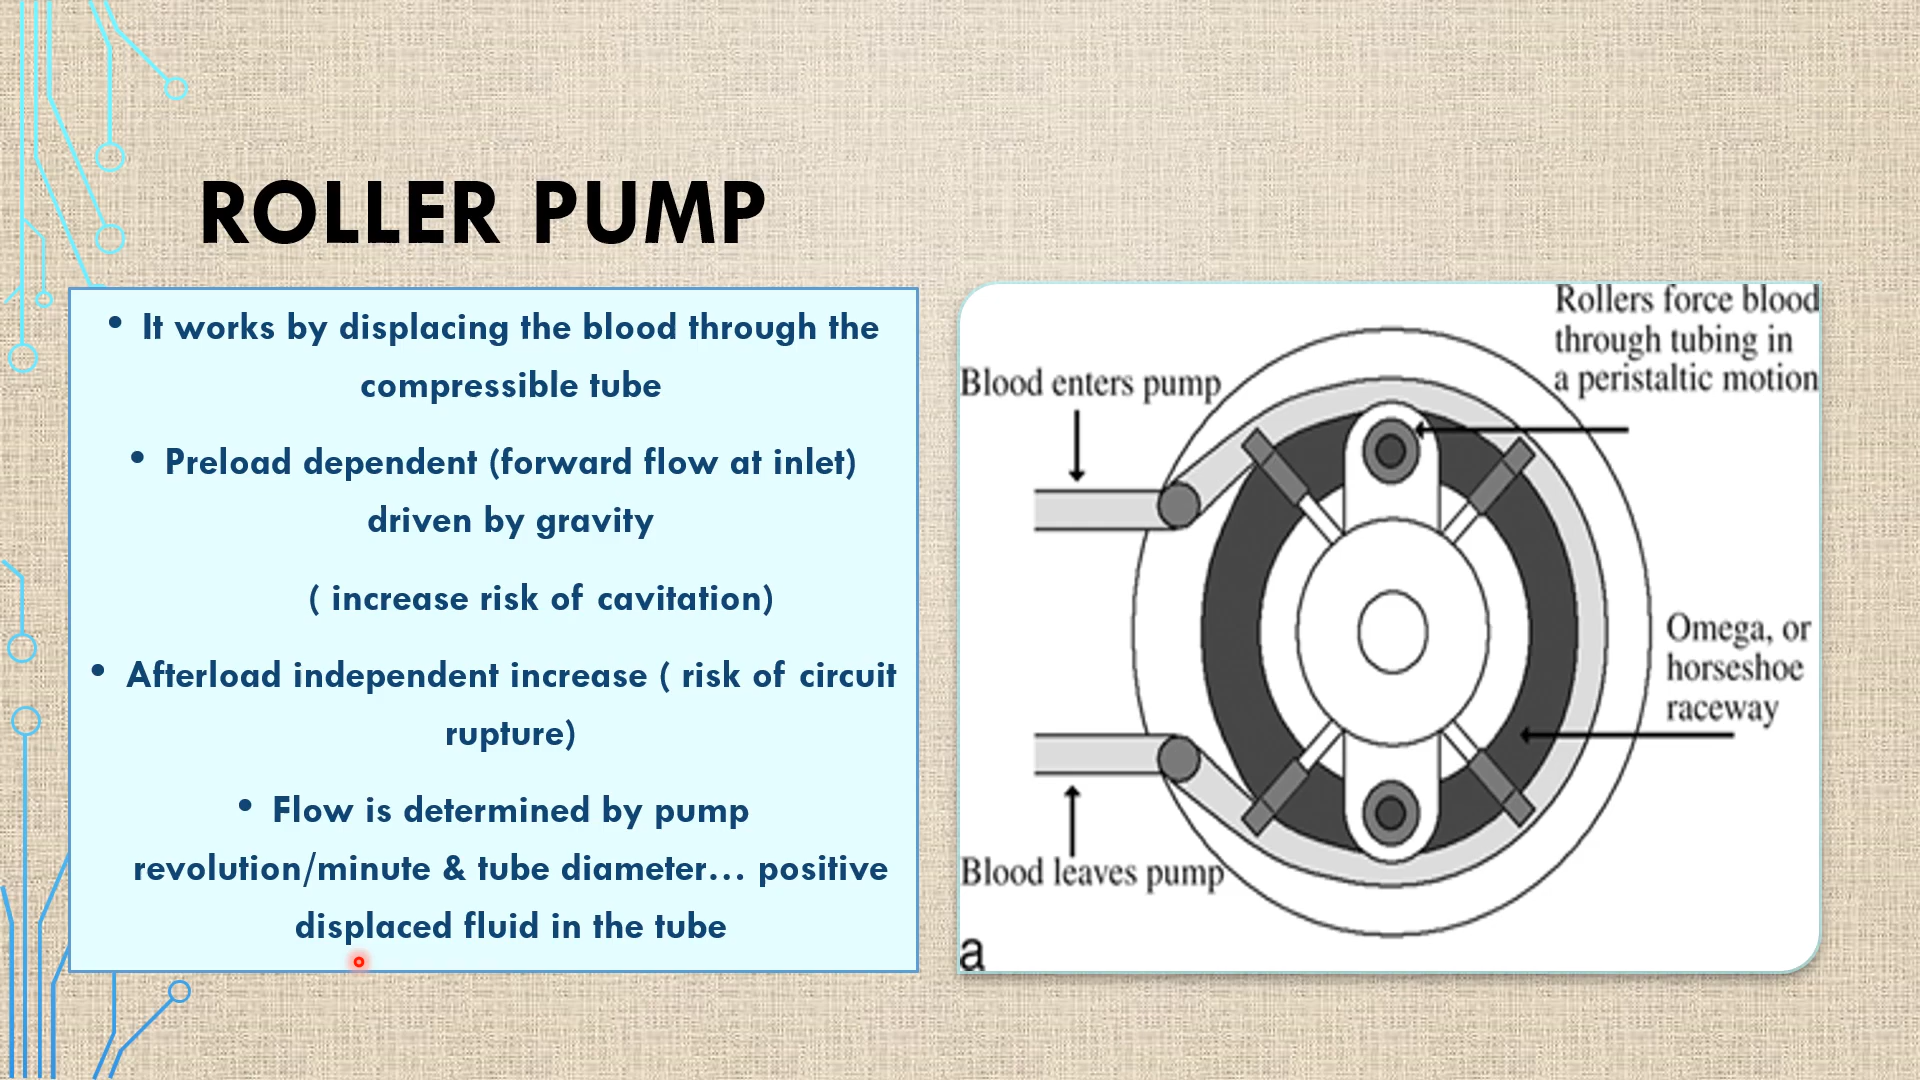 ROLLER PUMP
• It works by displacing the blood through the
compressible tube
• Preload dependent (forward flow at inlet)
driven by gravity
( increase risk of cavitation)
• Afterload independent increase ( risk of circuit
rupture)
• Flow is determined by pump
revolution/minute & tube diameter... positive
displaced fluid in the tube
Rollers force blood
through tubing in
a peristaltic motion
Blood enters pump
Omega, or
horseshoe
raceway
Blood leaves pump
a